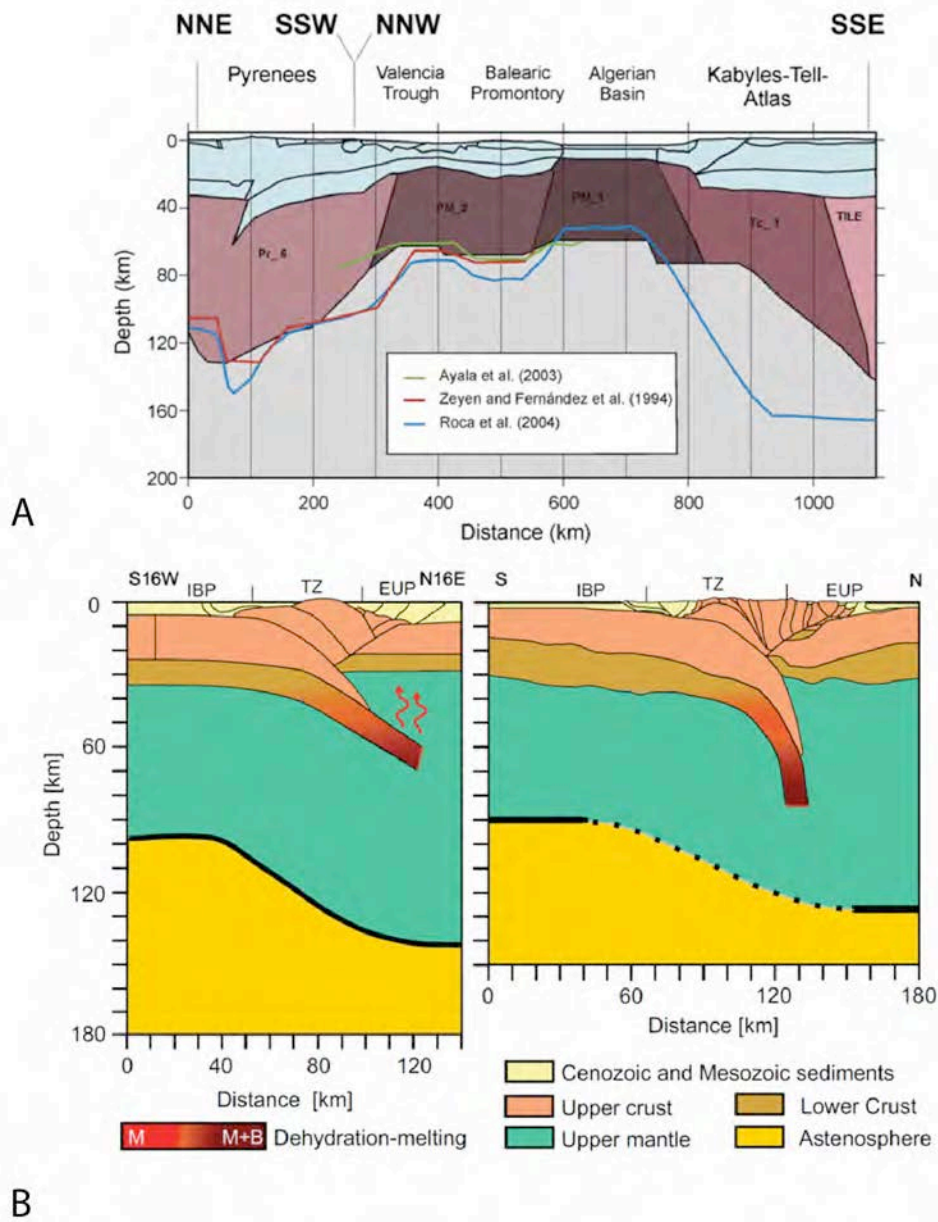 NNE SSW NNW SSE
Pyrenees Valencia Trough Balearic Promontory Algerian Basin Kabyles-Tell-Atlas
0
40
80
120
160
200
Depth (km)
Pr_6 PM_2 PM_1 Tc_1 TILE
Ayala et al. (2003)
Zeyen and Fernández et al. (1994)
Roca et al. (2004)
0 200 400 600 800 1000
Distance (km)
A
S16W IBP TZ EUP N16E
0
60
120
180
Depth [km]
0 40 80 120
Distance [km]
S IBP TZ EUP N
0 60 120 180
Distance [km]
M M+B Dehydration-melting
Cenozoic and Mesozoic sediments
Upper crust Lower Crust
Upper mantle Astenosphere
B